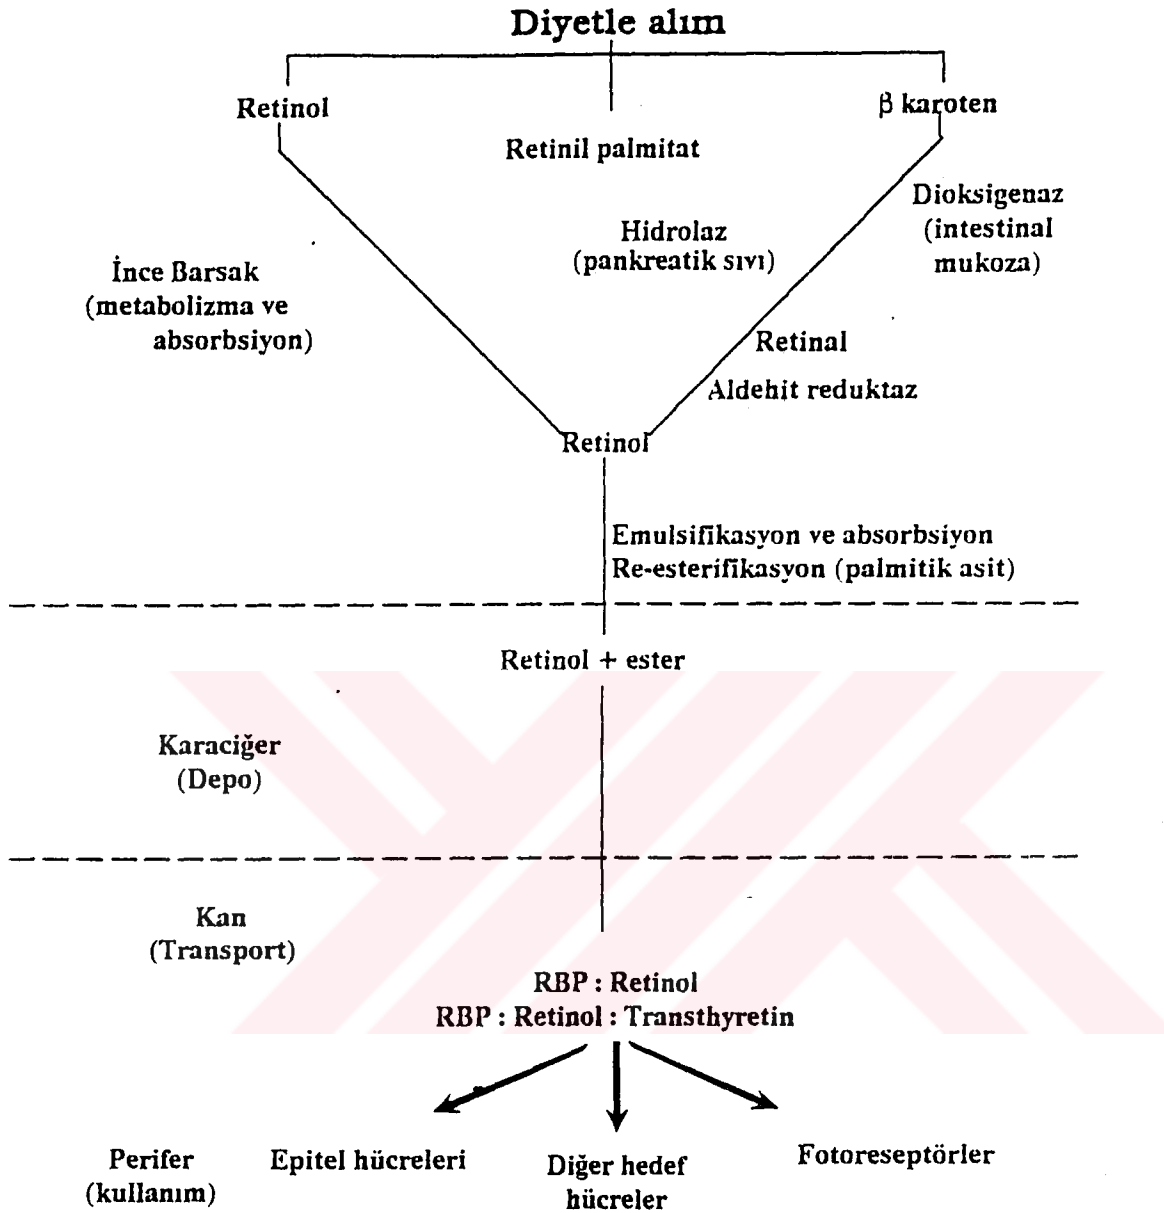 Diyetle alım
Retinol
β karoten
Retinil palmitat
Dioksigenaz
(intestinal
mukoza)
Hidrolaz
(pankreatik sıvı)
İnce Barsak
(metabolizma ve
absorbsiyon)
Retinal
Aldehit reduktaz
Retinol
Emulsifikasyon ve absorbsiyon
Re-esterifikasyon (palmitik asit)
Retinol + ester
Karaciğer
(Depo)
Kan
(Transport)
RBP : Retinol
RBP : Retinol : Transthyretin
Perifer
(kullanım)
Epitel hücreleri
Diğer hedef
hücreler
Fotoreseptörler